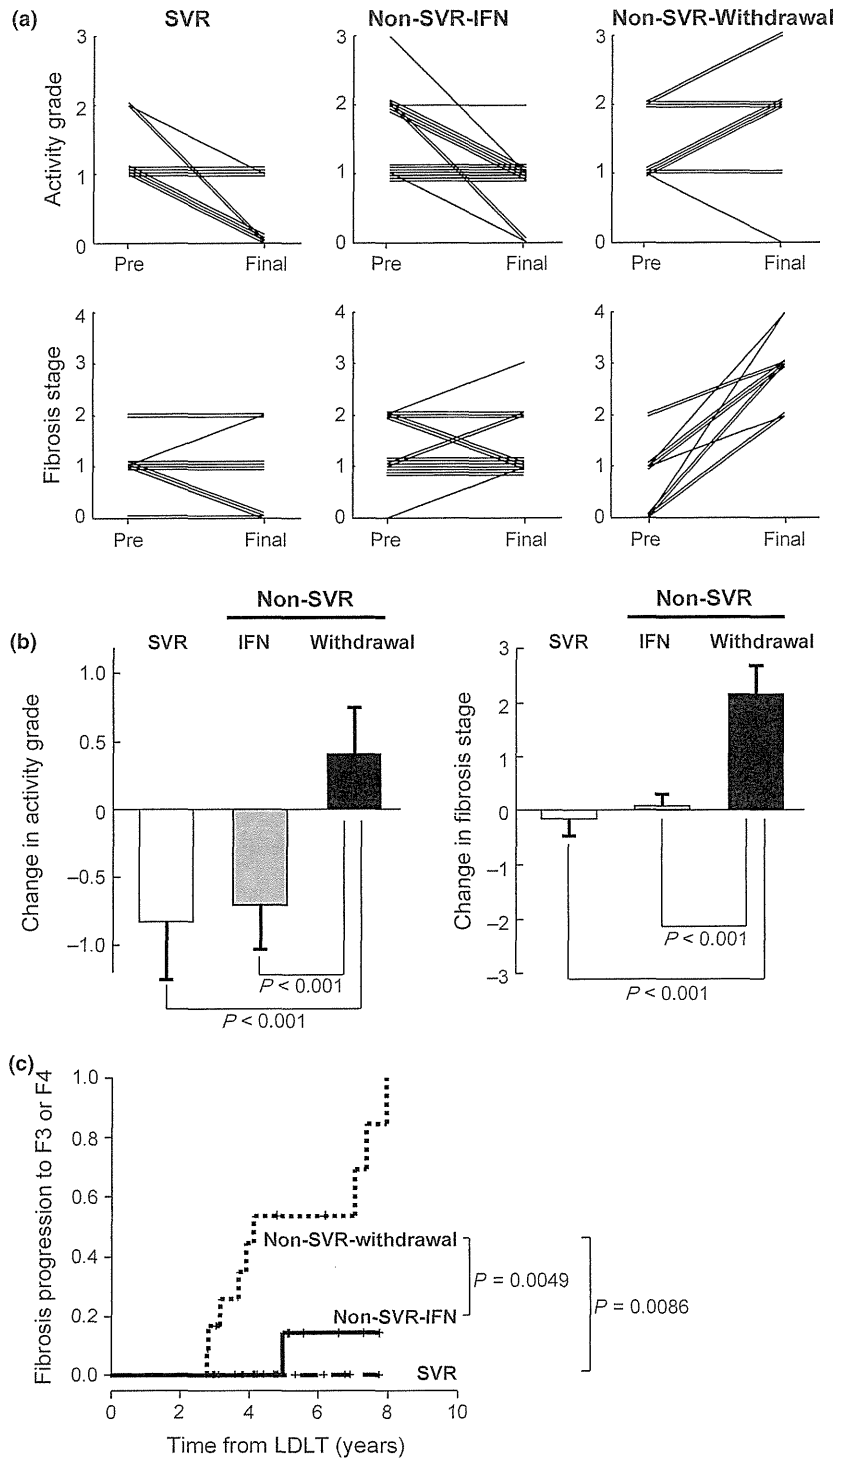 (a)
SVR
Non-SVR-IFN
Non-SVR-Withdrawal
Activity grade
3
2
1
0
Pre
Final
3
2
1
0
Pre
Final
3
2
1
0
Pre
Final
Fibrosis stage
4
3
2
1
0
Pre
Final
4
3
2
1
0
Pre
Final
4
3
2
1
0
Pre
Final
(b)
Non-SVR
SVR
IFN
Withdrawal
Change in activity grade
1.0
0.5
0
–0.5
–1.0
P < 0.001
P < 0.001
Non-SVR
SVR
IFN
Withdrawal
Change in fibrosis stage
3
2
1
0
–1
–2
–3
P < 0.001
P < 0.001
(c)
Fibrosis progression to F3 or F4
1.0
0.8
0.6
0.4
0.2
0.0
Non-SVR-withdrawal
Non-SVR-IFN
SVR
P = 0.0049
P = 0.0086
0
2
4
6
8
10
Time from LDLT (years)